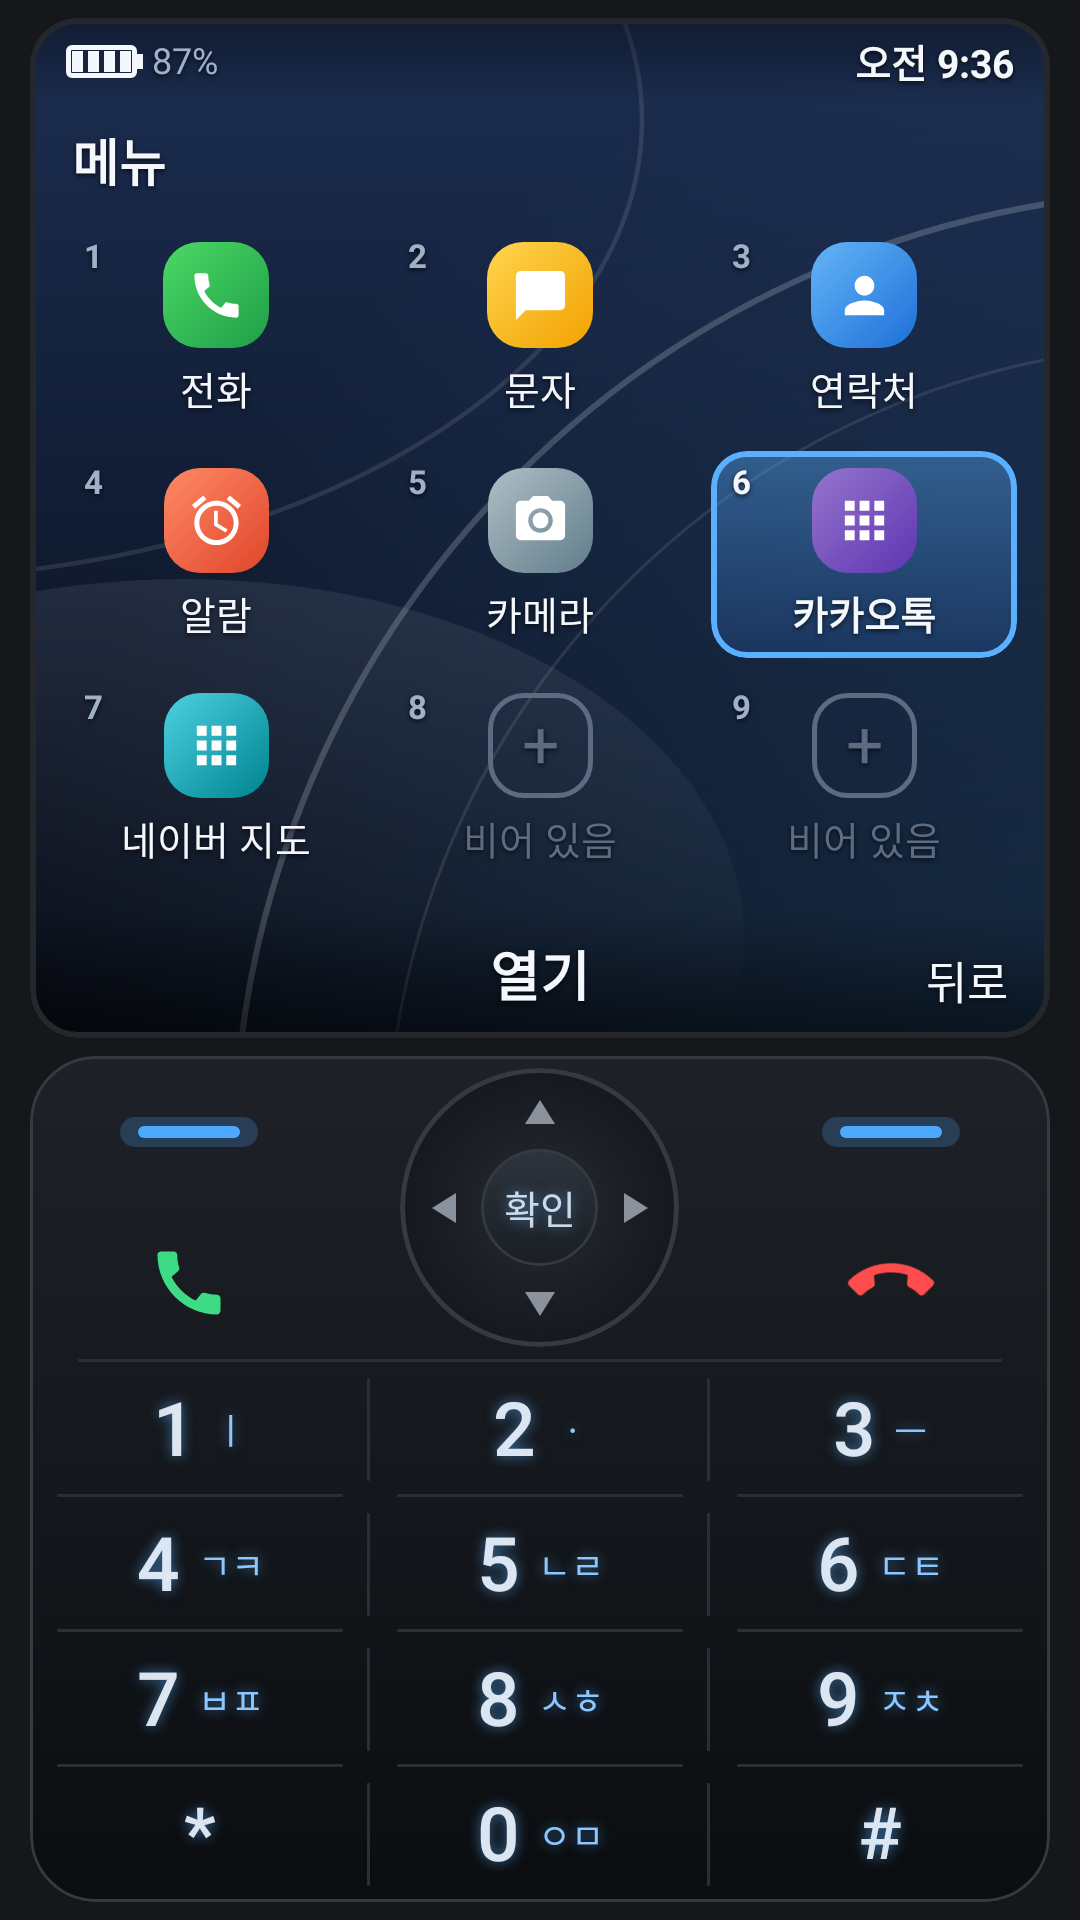 87%
오전 9:36
메뉴
1 2 3
전화 문자 연락처
4 5 6
알람 카메라 카카오톡
7 8 9
네이버 지도 비어 있음 비어 있음
열기 뒤로
확인
1 ㅣ 2 · 3 ㅡ
4 ㄱㅋ 5 ㄴㄹ 6 ㄷㅌ
7 ㅂㅍ 8 ㅅㅎ 9 ㅈㅊ
* 0 ㅇㅁ #